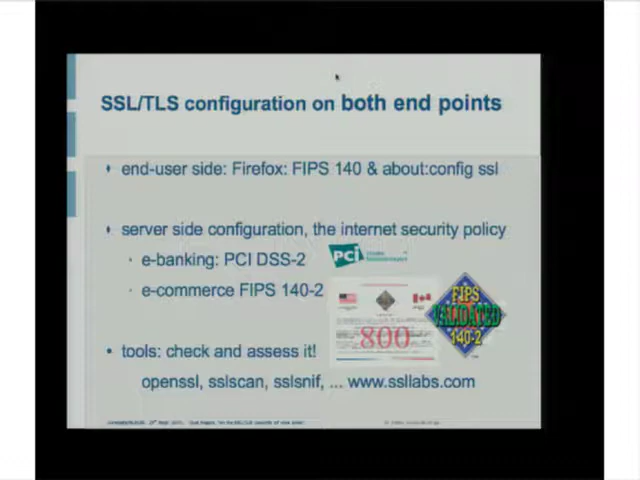 SSL/TLS configuration on both end points
end-user side: Firefox: FIPS 140 & about:config ssl
server side configuration, the internet security policy
e-banking: PCI DSS-2
PCI
e-commerce FIPS 140-2
800
FIPS
VALIDATED
140-2
tools: check and assess it!
openssl, sslscan, sslsnif, ... www.ssllabs.com